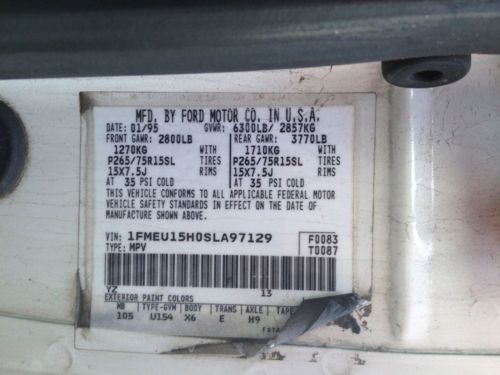 MFD. BY FORD MOTOR CO. IN U.S.A.
DATE: 01/95 GVWR: 6300LB/ 2857KG
FRONT GAWR: 2800LB REAR GAWR: 3770LB
1270KG WITH 1710KG WITH
P265/75R15SL TIRES P265/75R15SL TIRES
15X7.5J RIMS 15X7.5J RIMS
AT 35 PSI COLD AT 35 PSI COLD
THIS VEHICLE CONFORMS TO ALL APPLICABLE FEDERAL MOTOR
VEHICLE SAFETY STANDARDS IN EFFECT ON THE DATE OF
MANUFACTURE SHOWN ABOVE.
VIN: 1FMEU15H0SLA97129 F0083
TYPE: MPV T0087
YZ 13
EXTERIOR PAINT COLORS
WB TYPE-GVM BODY TRANS AXLE
105 U154 X6 E H9